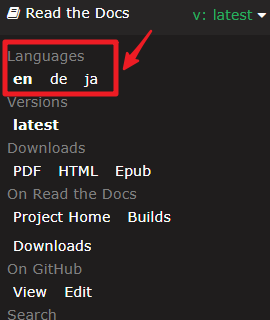 Read the Docs v: latest
Languages
en de ja
Versions
latest
Downloads
PDF HTML Epub
On Read the Docs
Project Home Builds
Downloads
On GitHub
View Edit
Search